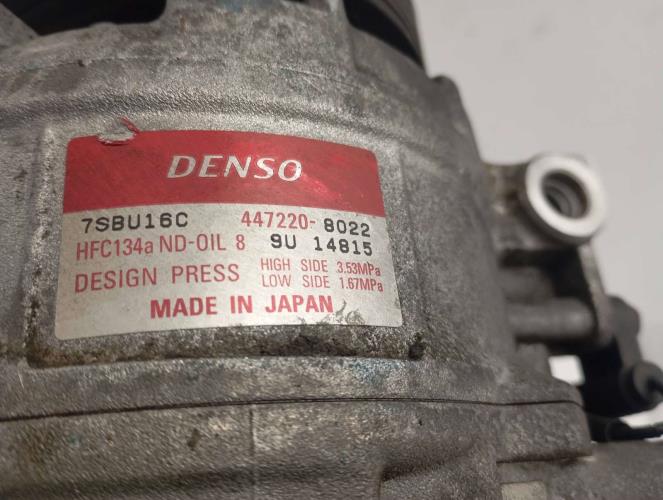 DENSO
7SBU16C 447220-8022
HFC134a ND-OIL 8 9U 14815
DESIGN PRESS HIGH SIDE 3.53MPa
LOW SIDE 1.67MPa
MADE IN JAPAN